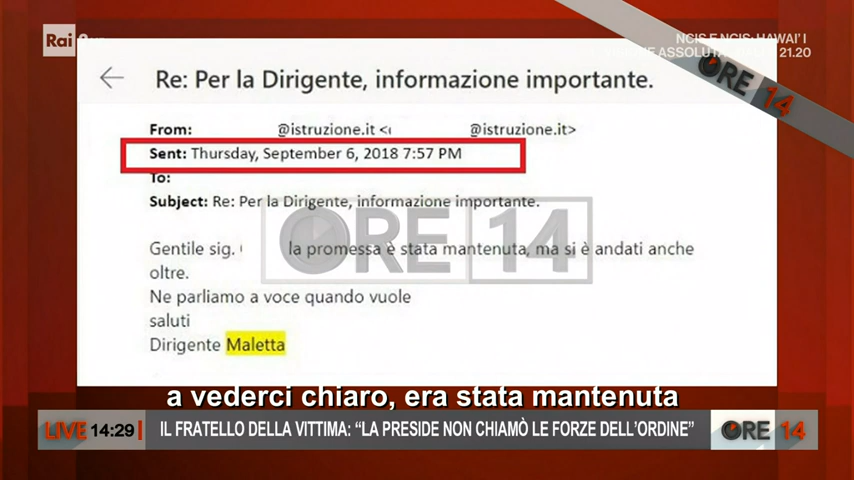 Rai
NCIS E NCIS: HAWAI'I
ASSOLUTA
21.20
ORE 14
Re: Per la Dirigente, informazione importante.
From: @istruzione.it < @istruzione.it>
Sent: Thursday, September 6, 2018 7:57 PM
To:
Subject: Re: Per la Dirigente, informazione importante.
ORE 14
Gentile sig. la promessa è stata mantenuta, ma si è andati anche
oltre.
Ne parliamo a voce quando vuole
saluti
Dirigente Maletta
a vederci chiaro, era stata mantenuta
LIVE 14:29 IL FRATELLO DELLA VITTIMA: “LA PRESIDE NON CHIAMÒ LE FORZE DELL'ORDINE” ORE 14